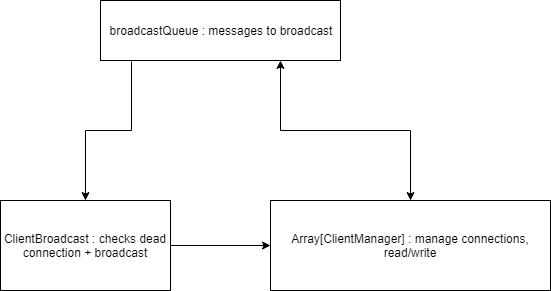 broadcastQueue : messages to broadcast
ClientBroadcast : checks dead
connection + broadcast
Array[ClientManager] : manage connections,
read/write